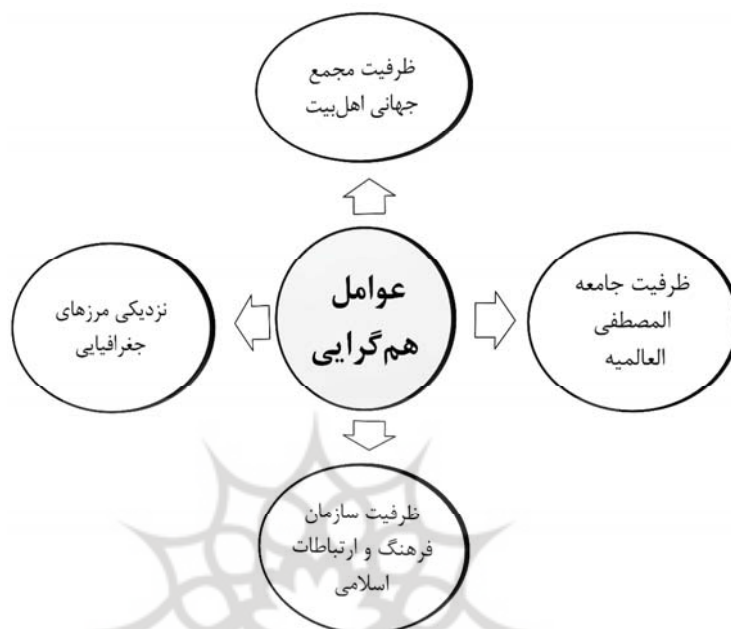 ظرفیت مجمع
جهانی اهل‌بیت
عوامل
هم‌گرایی
ظرفیت جامعه
المصطفی
العالمیه
نزدیکی مرزهای
جغرافیایی
ظرفیت سازمان
فرهنگ و ارتباطات
اسلامی